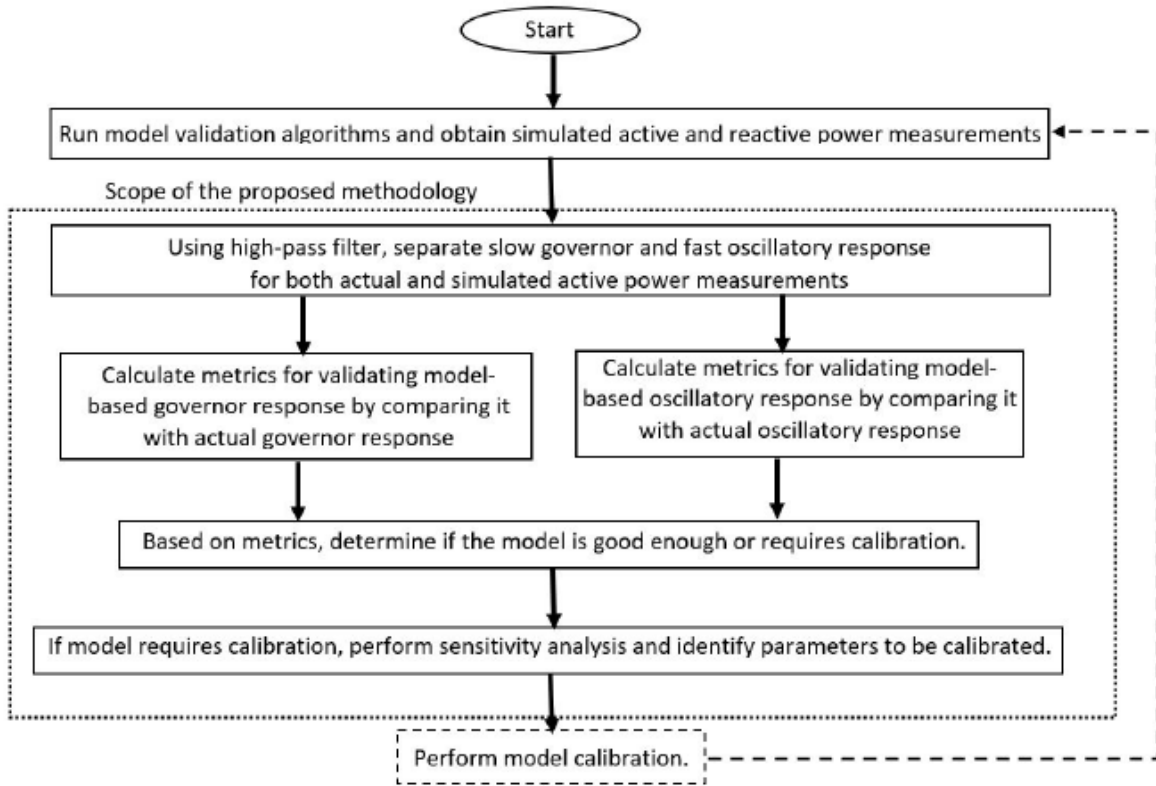 Start
Run model validation algorithms and obtain simulated active and reactive power measurements
Scope of the proposed methodology
Using high-pass filter, separate slow governor and fast oscillatory response
for both actual and simulated active power measurements
Calculate metrics for validating model-
based governor response by comparing it
with actual governor response
Calculate metrics for validating model-
based oscillatory response by comparing it
with actual oscillatory response
Based on metrics, determine if the model is good enough or requires calibration.
If model requires calibration, perform sensitivity analysis and identify parameters to be calibrated.
Perform model calibration.